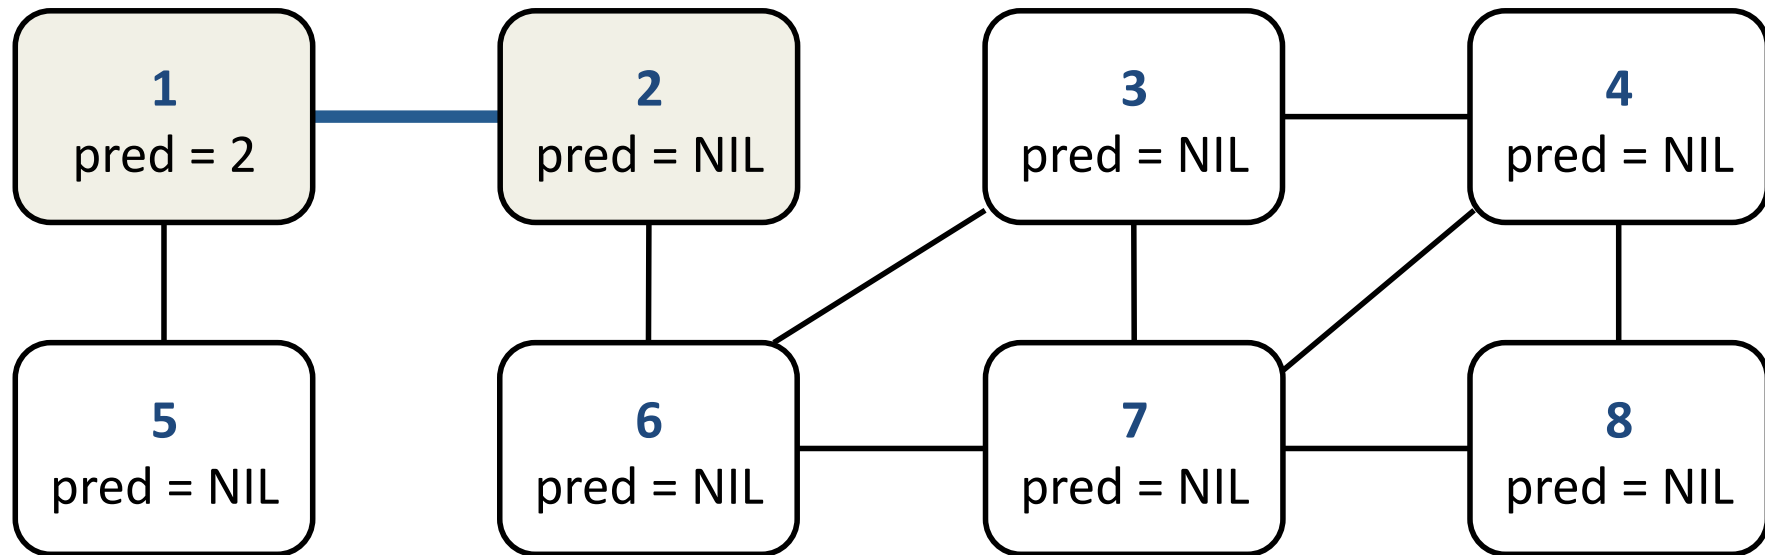 1
pred = 2
2
pred = NIL
3
pred = NIL
4
pred = NIL
5
pred = NIL
6
pred = NIL
7
pred = NIL
8
pred = NIL